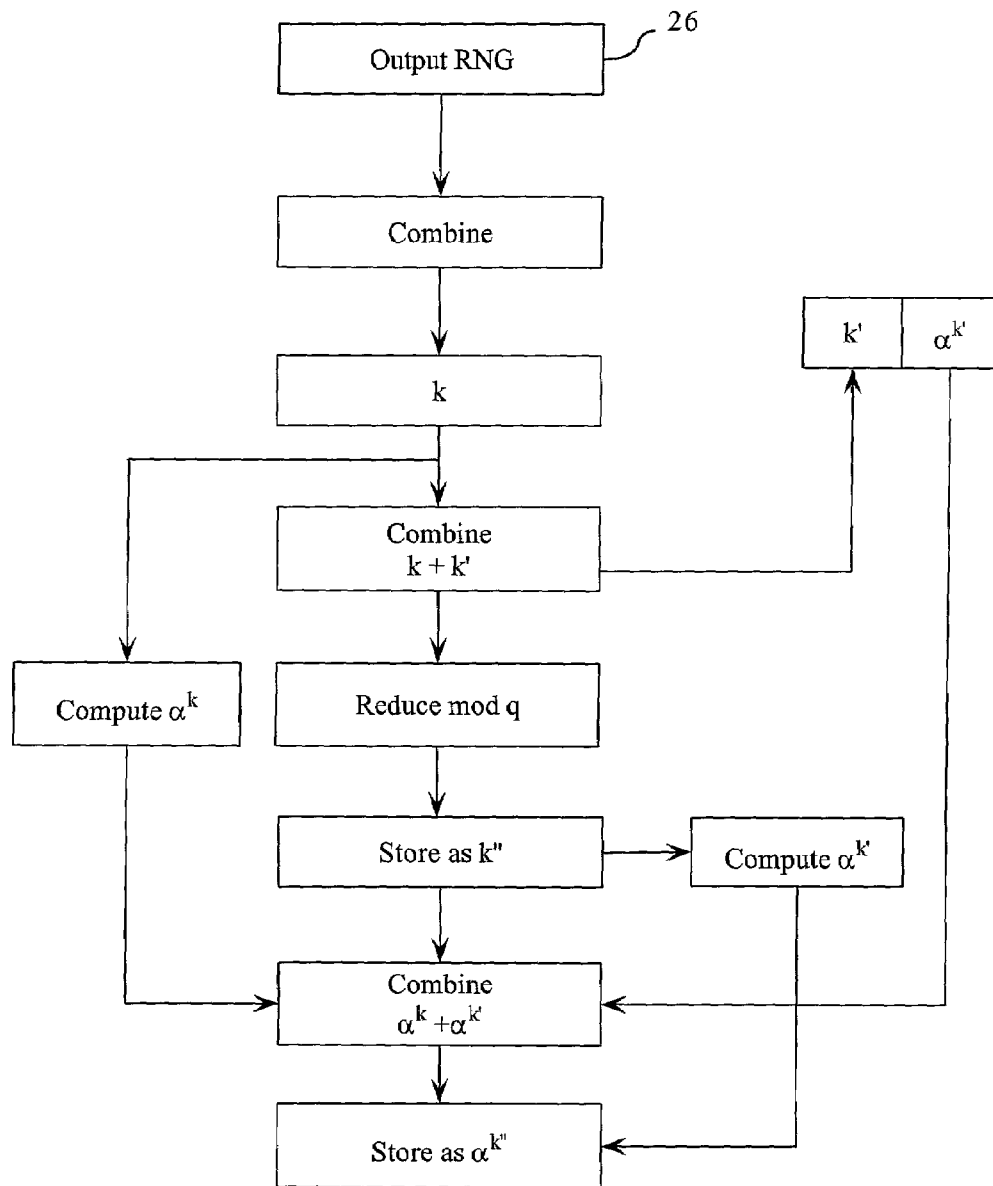 26
Output RNG
Combine
k' α^k'
k
Combine
k + k'
Compute α^k
Reduce mod q
Store as k"
Compute α^k'
Combine
α^k + α^k'
Store as α^k"